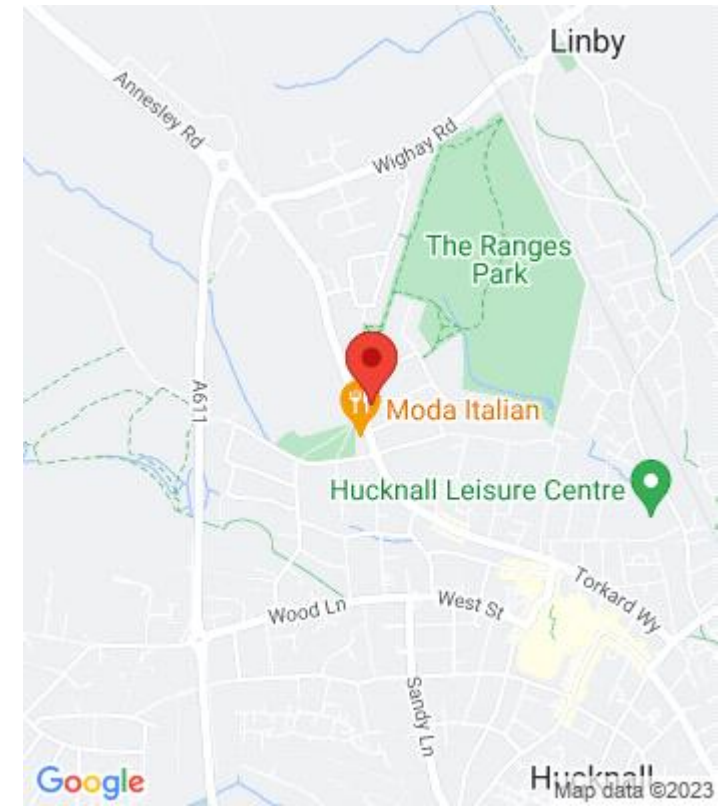 Linby
Annesley Rd
Wighay Rd
The Ranges
Park
A611
Moda Italian
Hucknall Leisure Centre
Torkard Wy
Wood Ln
West St
Sandy Ln
Hucknall
Google
Map data ©2023